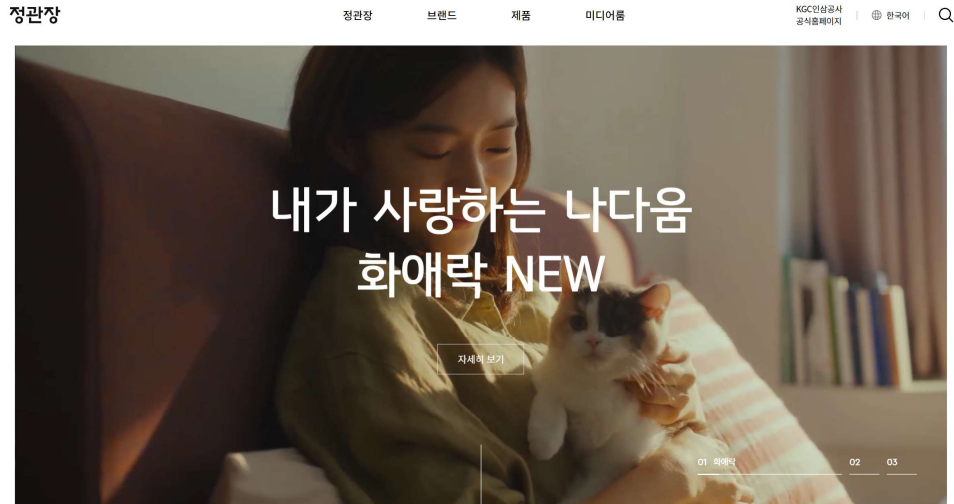 정관장
정관장 브랜드 제품 미디어룸
KGC인삼공사
공식홈페이지
한국어
내가 사랑하는 나다움
화애락 NEW
자세히 보기
01 화애락 02 03